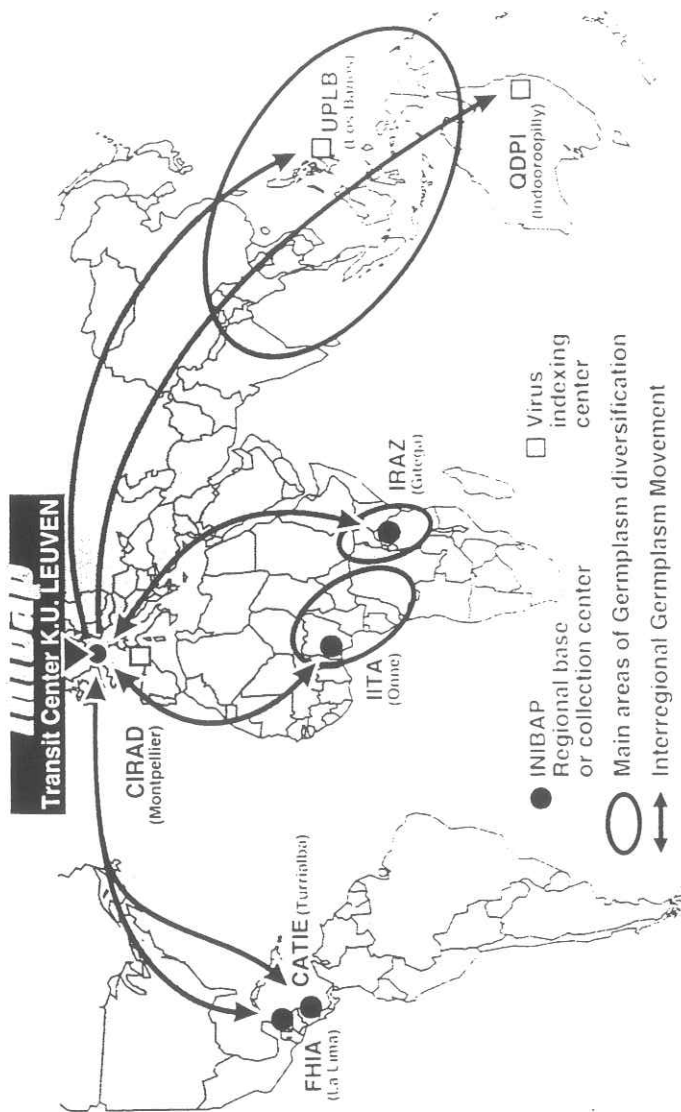 inibap
Transit Center K.U. LEUVEN
CIRAD
(Montpellier)
FHIA
(La Lima)
CATIE (Turrialba)
IITA
(Onne)
IRAZ
(Gitega)
UPLB
(Los Banos)
QDPI
(Indooroopilly)
INIBAP
Regional base
or collection center
Virus
indexing
center
Main areas of Germplasm diversification
Interregional Germplasm Movement